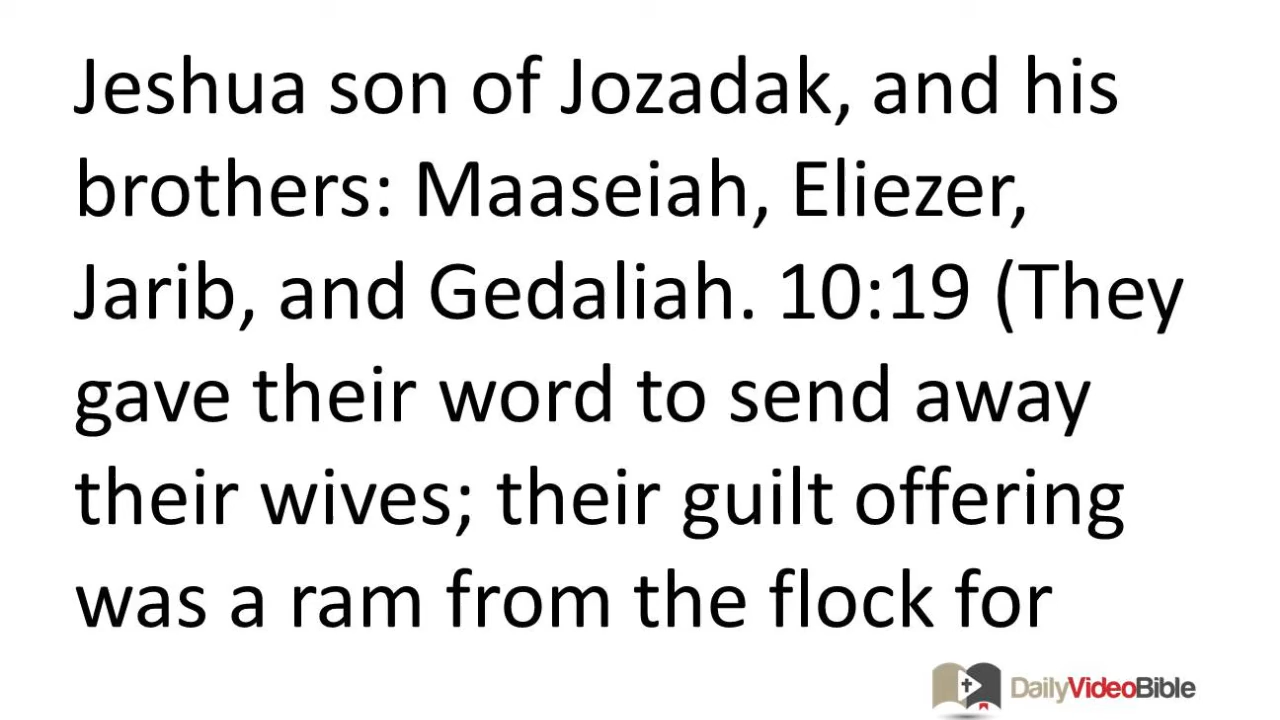 Jeshua son of Jozadak, and his
brothers: Maaseiah, Eliezer,
Jarib, and Gedaliah. 10:19 (They
gave their word to send away
their wives; their guilt offering
was a ram from the flock for
DailyVideoBible